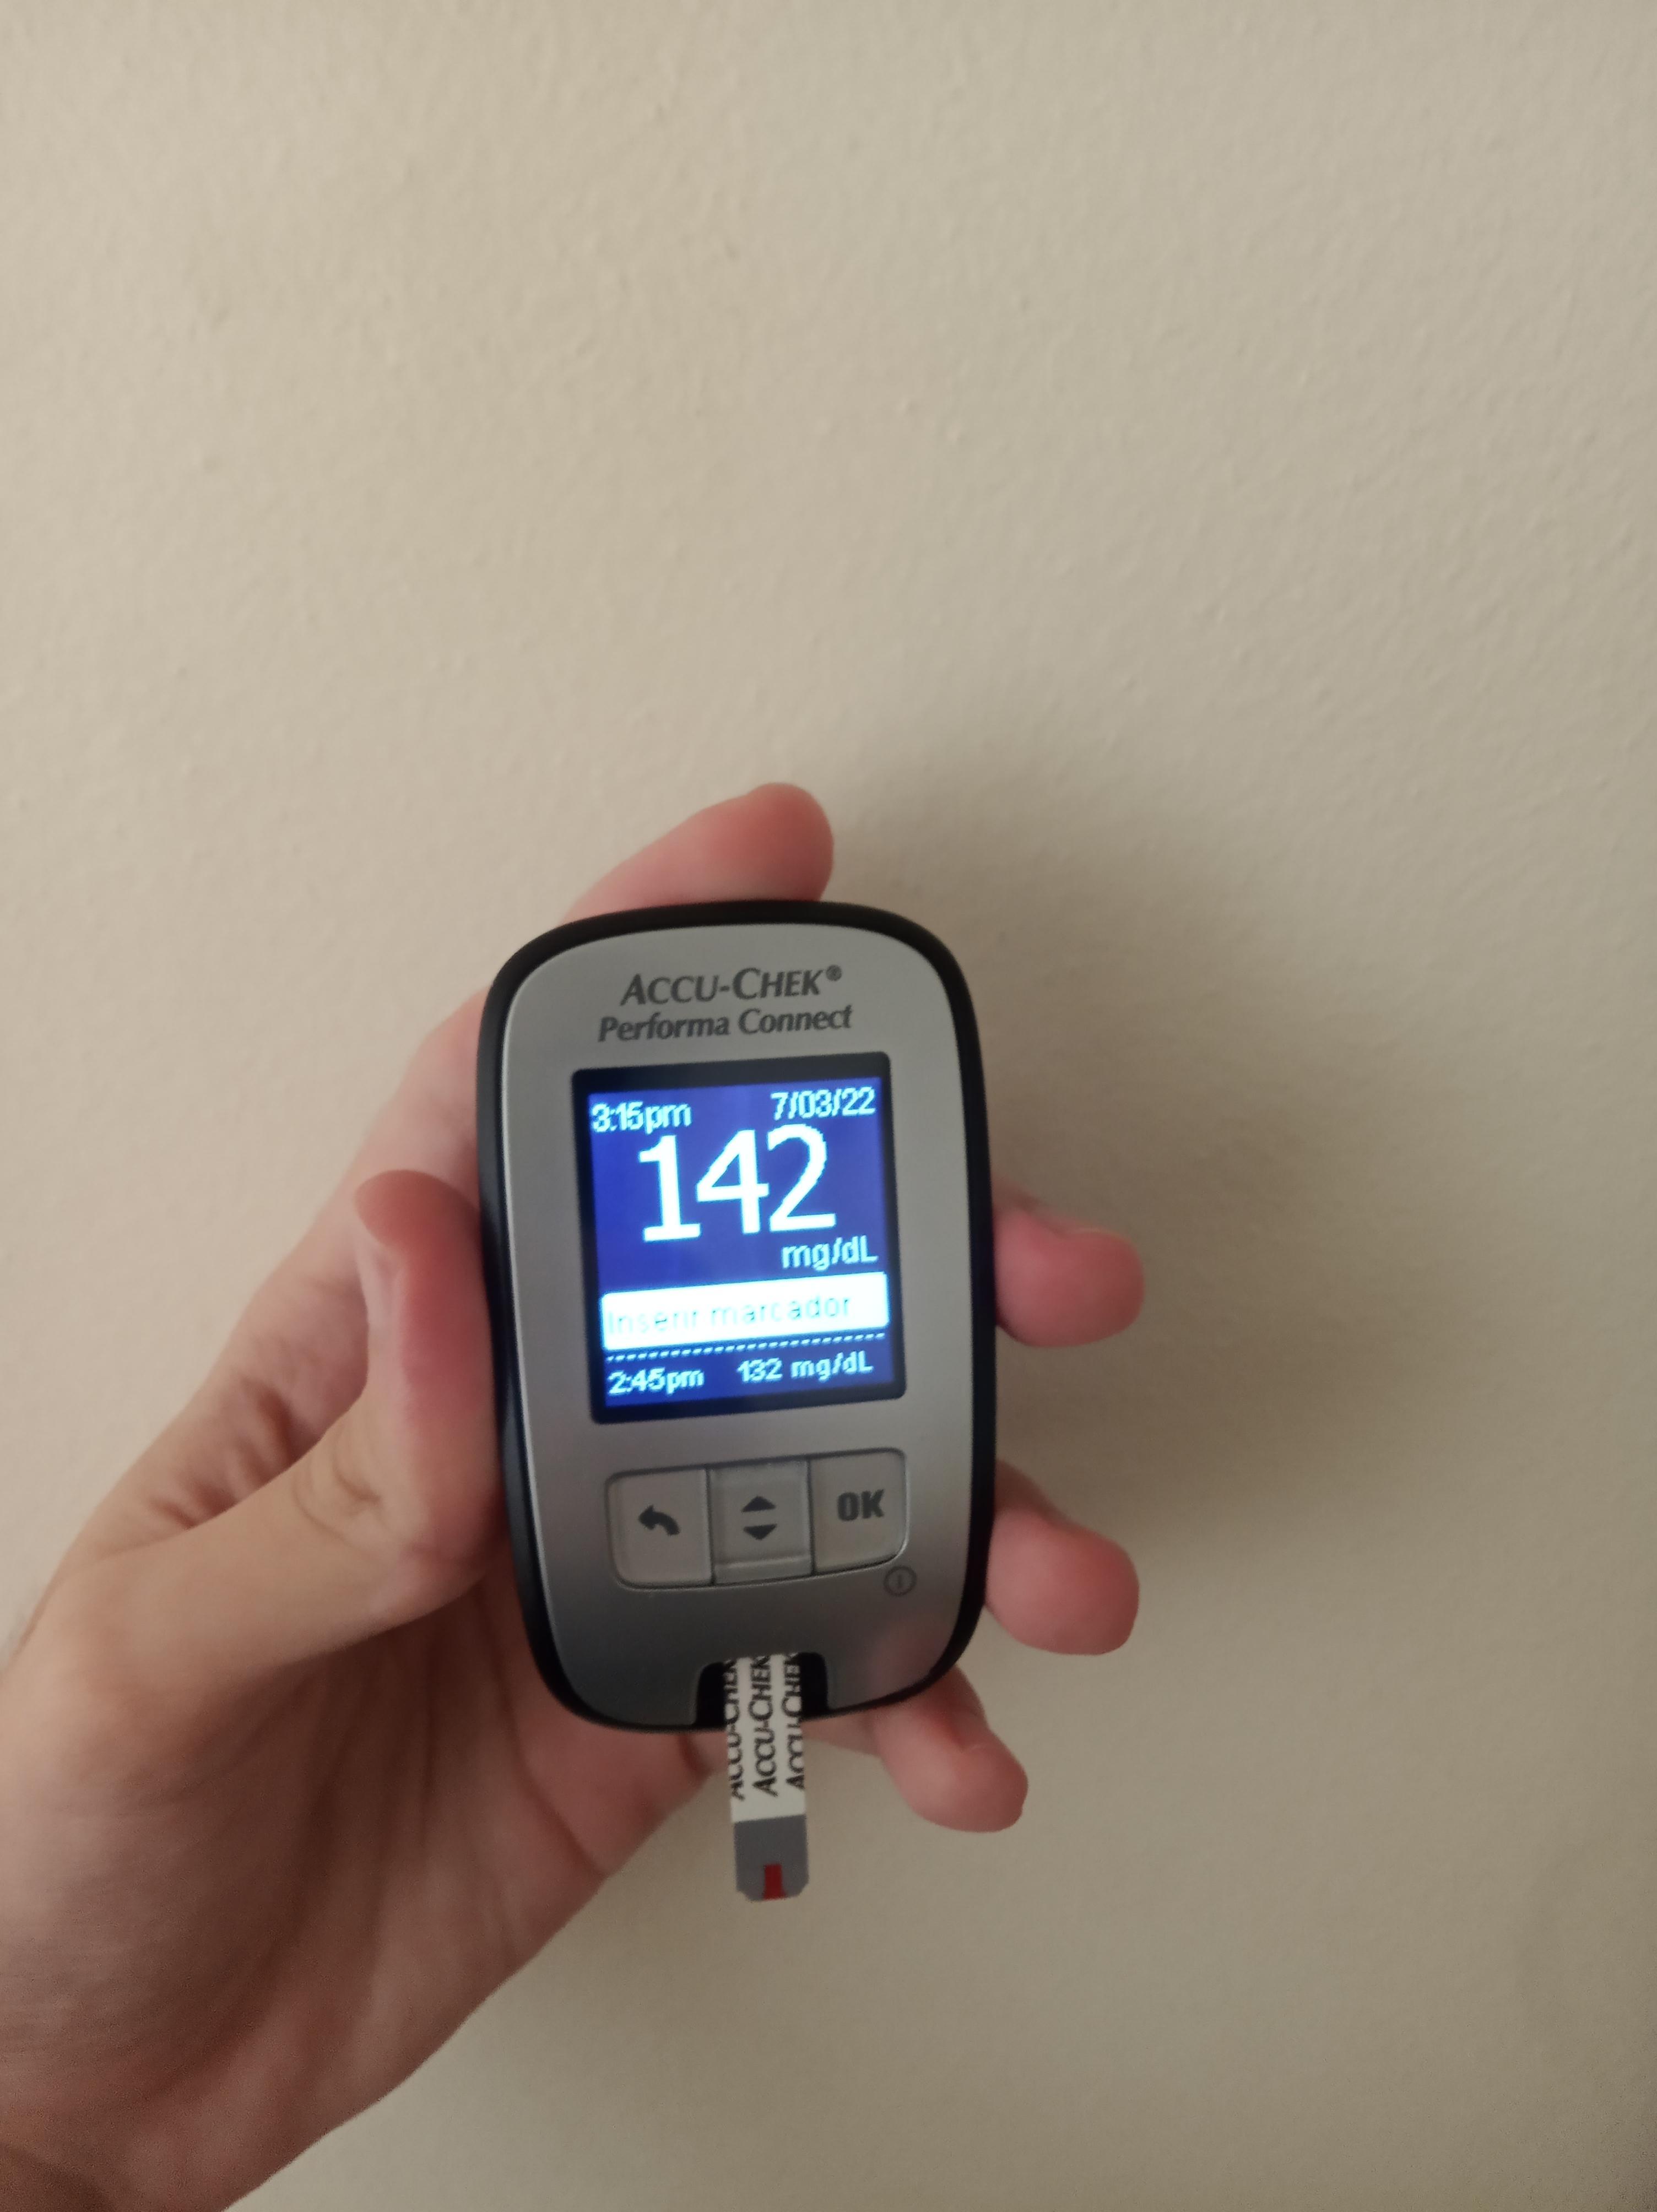 ACCU-CHEK®
Performa Connect
3:15pm 7/03/22
142
mg/dL
Inserir marcador
2:45pm 132 mg/dL
OK
ACCU-CHEK
ACCU-CHEK
ACCU-CHEK